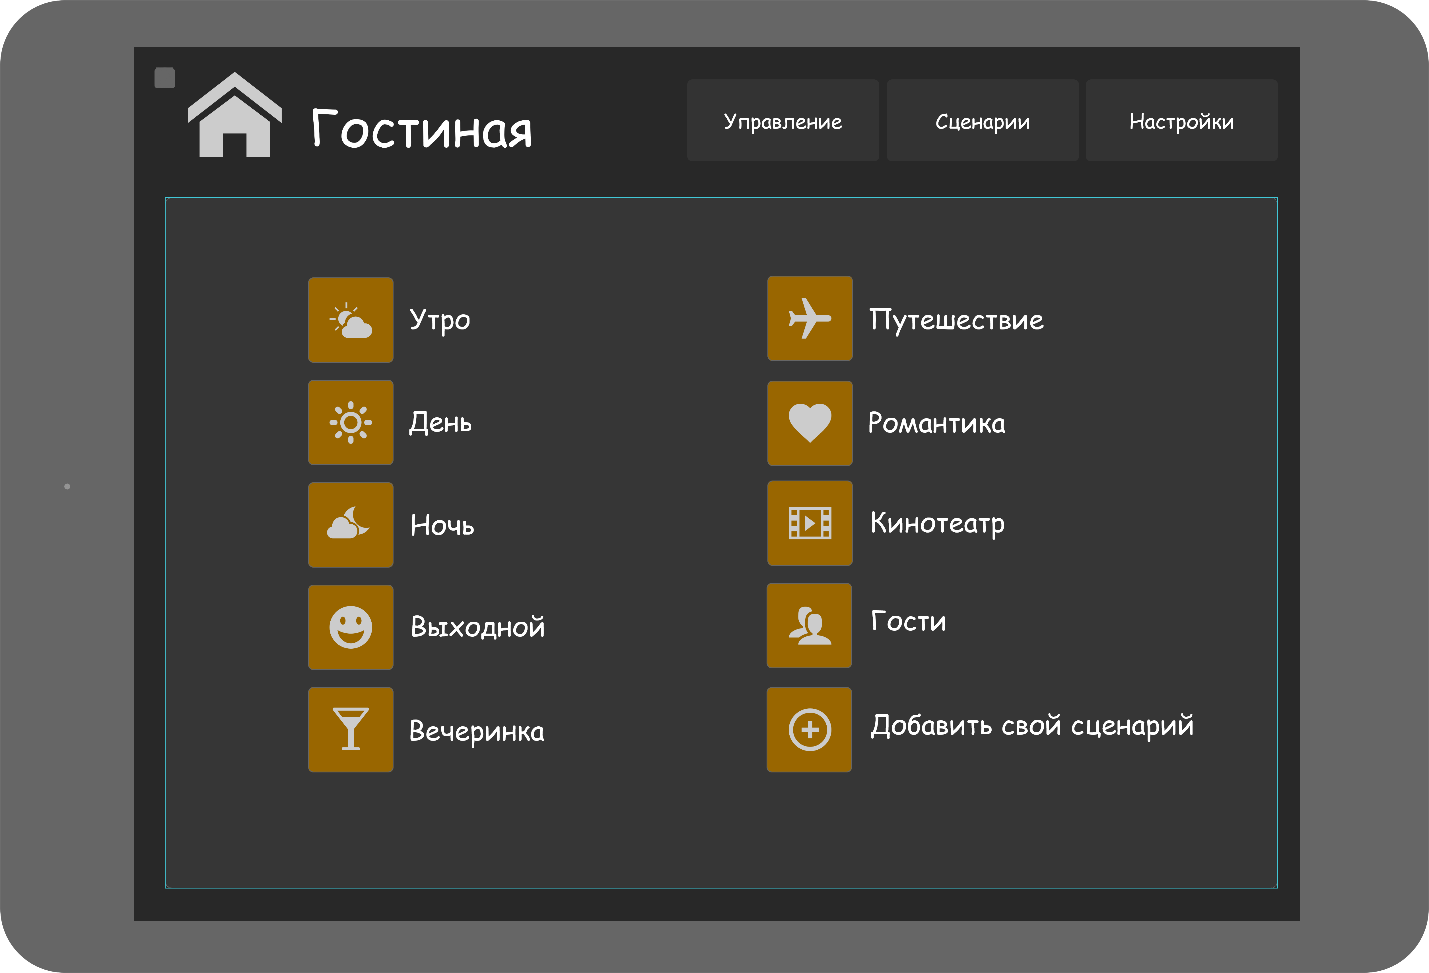 Гостиная
Управление
Сценарии
Настройки
Утро
День
Ночь
Выходной
Вечеринка
Путешествие
Романтика
Кинотеатр
Гости
Добавить свой сценарий